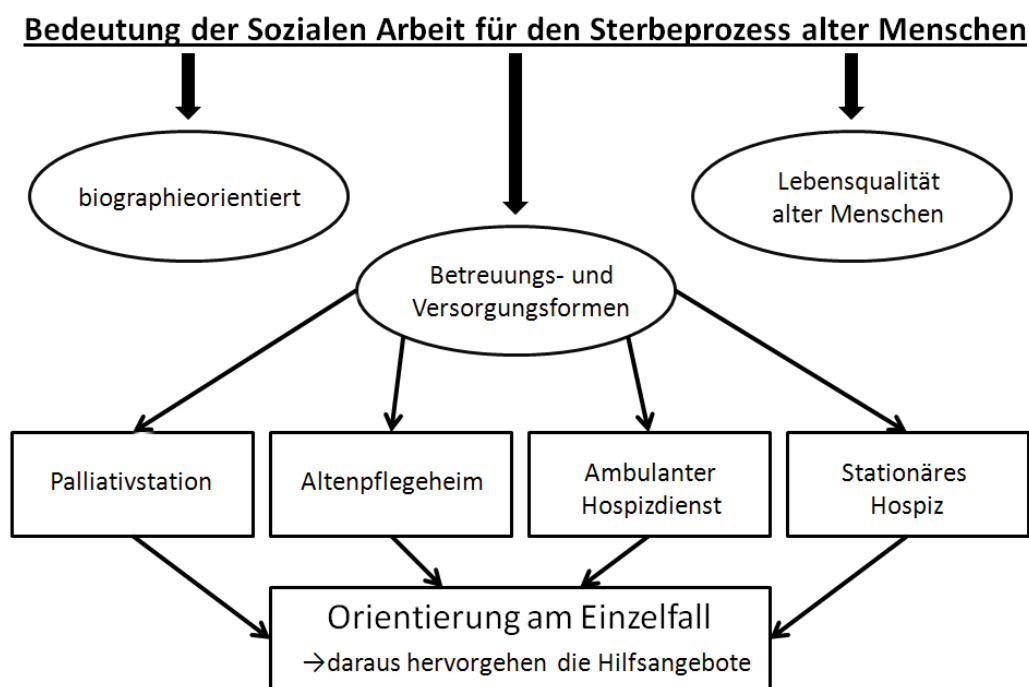 Bedeutung der Sozialen Arbeit für den Sterbeprozess alter Menschen
biographieorientiert
Lebensqualität
alter Menschen
Betreuungs- und
Versorgungsformen
Palliativstation
Altenpflegeheim
Ambulanter
Hospizdienst
Stationäres
Hospiz
Orientierung am Einzelfall
→daraus hervorgehen die Hilfsangebote